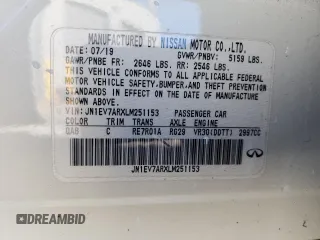 MANUFACTURED BY NISSAN MOTOR CO.,LTD.
DATE: 07/19 GVWR/PNBV: 5159 LBS.
GAWR/PNBE FR: 2646 LBS. RR: 2546 LBS.
THIS VEHICLE CONFORMS TO ALL APPLICABLE FEDERAL
MOTOR VEHICLE SAFETY,BUMPER,AND THEFT PREVENTION
STANDARDS IN EFFECT ON THE DATE OF MANUFACTURE
SHOWN ABOVE.
VIN: JN1EV7ARXLM251153 PASSENGER CAR
COLOR TRIM TRANS AXLE ENGINE
QAB C RE7R01A RG29 VR30(DDTT) 2997CC
JN1EV7ARXLM251153
DREAMBID